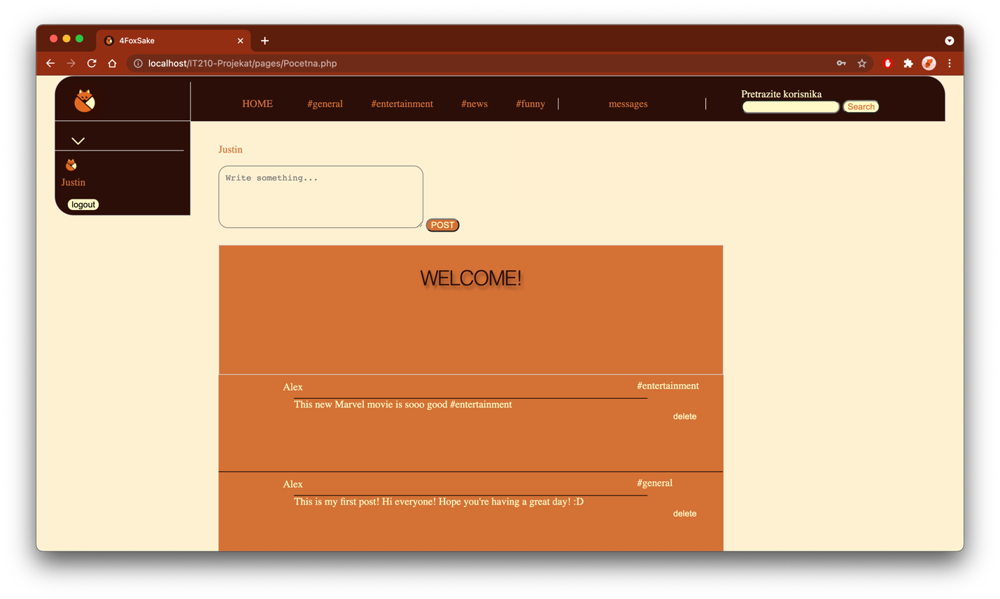 4FoxSake
localhost/IT210-Projekat/pages/Pocetna.php
HOME #general #entertainment #news #funny messages
Pretrazite korisnika
Search
Justin
logout
Justin
Write something...
POST
WELCOME!
Alex #entertainment
This new Marvel movie is sooo good #entertainment
delete
Alex #general
This is my first post! Hi everyone! Hope you're having a great day! :D
delete